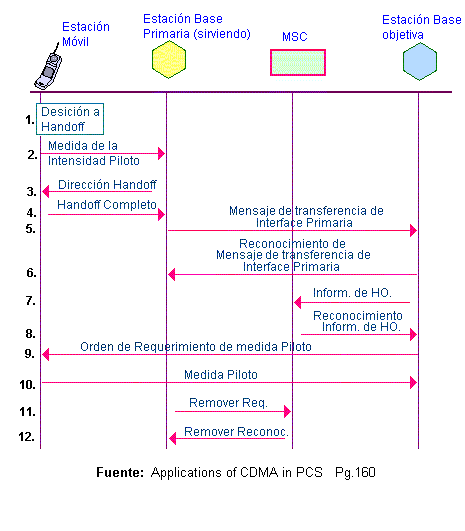 Estación
Móvil
Estación Base
Primaria (sirviendo)
MSC
Estación Base
objetiva
1. Desición a
Handoff
2. Medida de la
Intensidad Piloto
3. Dirección Handoff
4. Handoff Completo
5. Mensaje de transferencia de
Interface Primaria
Reconocimiento de
Mensaje de transferencia de
6. Interface Primaria
7. Inform. de HO.
Reconocimiento
8. Inform. de HO.
9. Orden de Requerimiento de medida Piloto
10. Medida Piloto
11. Remover Req.
12. Remover Reconoc.
Fuente: Applications of CDMA in PCS Pg.160